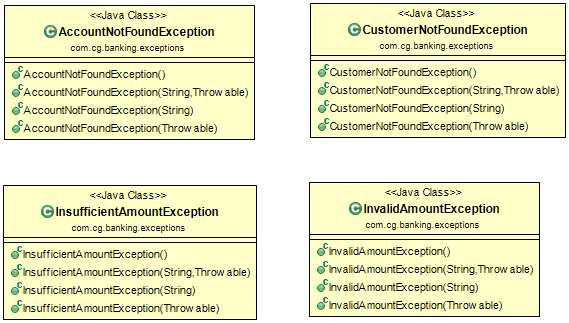 <<Java Class>>
AccountNotFoundException
com.cg.banking.exceptions
AccountNotFoundException()
AccountNotFoundException(String,Throw able)
AccountNotFoundException(String)
AccountNotFoundException(Throw able)
<<Java Class>>
CustomerNotFoundException
com.cg.banking.exceptions
CustomerNotFoundException()
CustomerNotFoundException(String,Throw able)
CustomerNotFoundException(String)
CustomerNotFoundException(Throw able)
<<Java Class>>
InsufficientAmountException
com.cg.banking.exceptions
InsufficientAmountException()
InsufficientAmountException(String,Throw able)
InsufficientAmountException(String)
InsufficientAmountException(Throw able)
<<Java Class>>
InvalidAmountException
com.cg.banking.exceptions
InvalidAmountException()
InvalidAmountException(String,Throw able)
InvalidAmountException(String)
InvalidAmountException(Throw able)